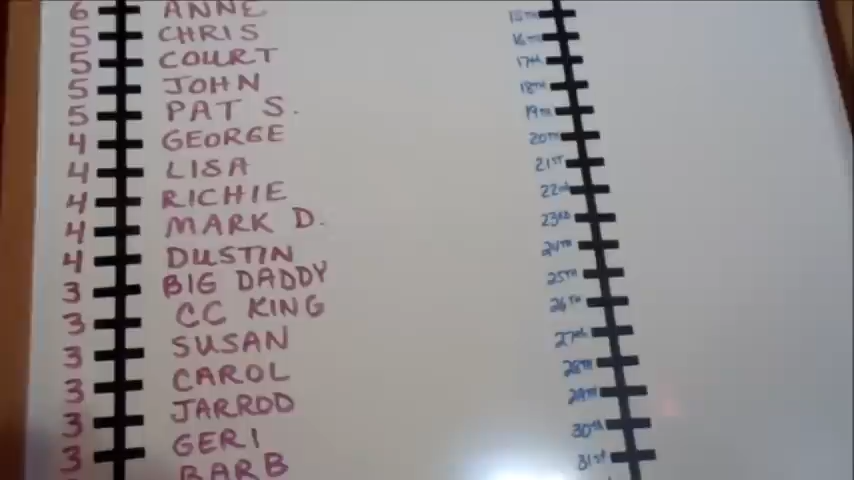 6 ANNE 15TH
5 CHRIS 16TH
5 COURT 17TH
5 JOHN 18TH
5 PAT S. 19TH
4 GEORGE 20TH
4 LISA 21ST
4 RICHIE 22ND
4 MARK D. 23RD
4 DUSTIN 24TH
3 BIG DADDY 25TH
3 CC KING 26TH
3 SUSAN 27TH
3 CAROL 28TH
3 JARROD 29TH
3 GERI 30TH
BARB 31ST